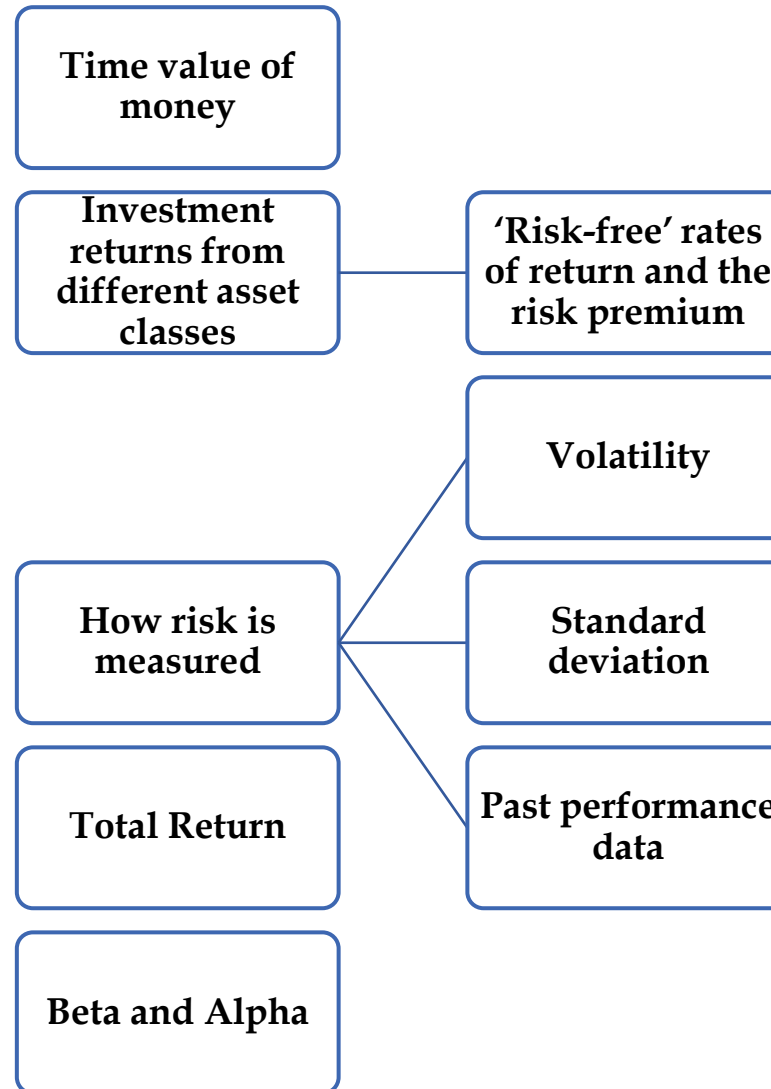 Time value of
money
Investment
returns from
different asset
classes
‘Risk-free’ rates
of return and the
risk premium
How risk is
measured
Volatility
Standard
deviation
Past performance
data
Total Return
Beta and Alpha